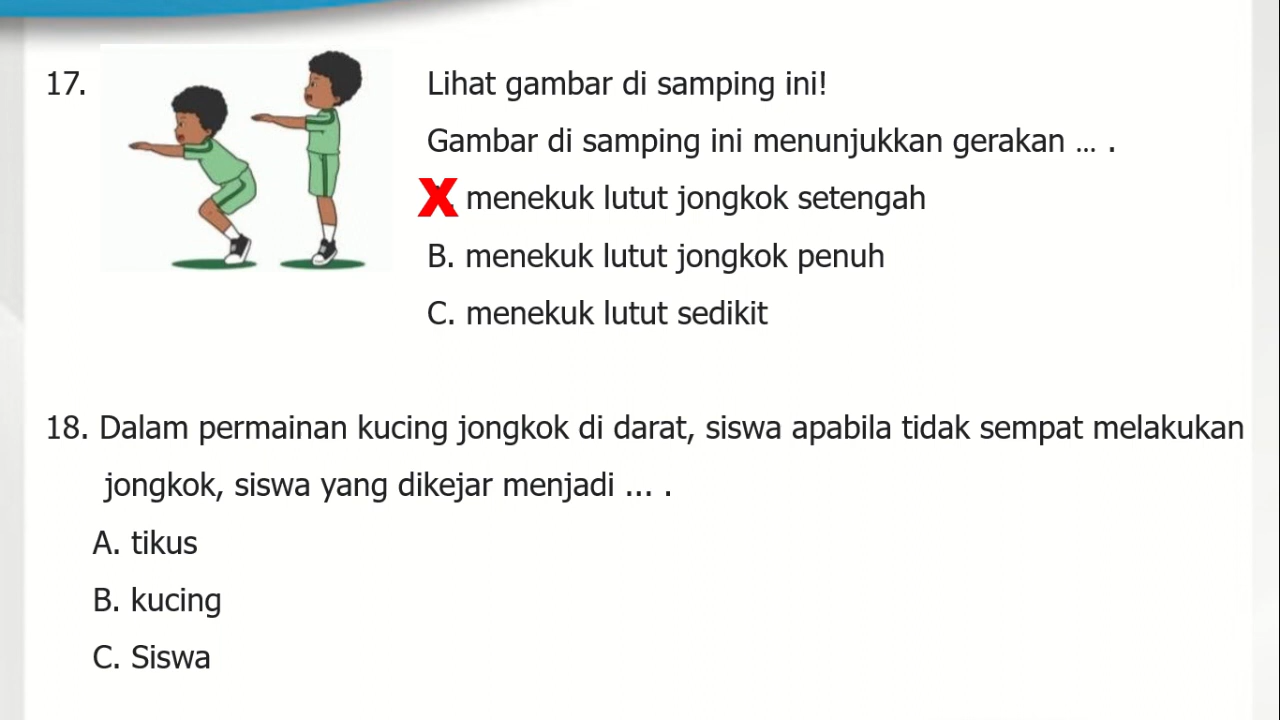 17.
Lihat gambar di samping ini!
Gambar di samping ini menunjukkan gerakan ... .
X menekuk lutut jongkok setengah
B. menekuk lutut jongkok penuh
C. menekuk lutut sedikit
18. Dalam permainan kucing jongkok di darat, siswa apabila tidak sempat melakukan
jongkok, siswa yang dikejar menjadi ... .
A. tikus
B. kucing
C. Siswa